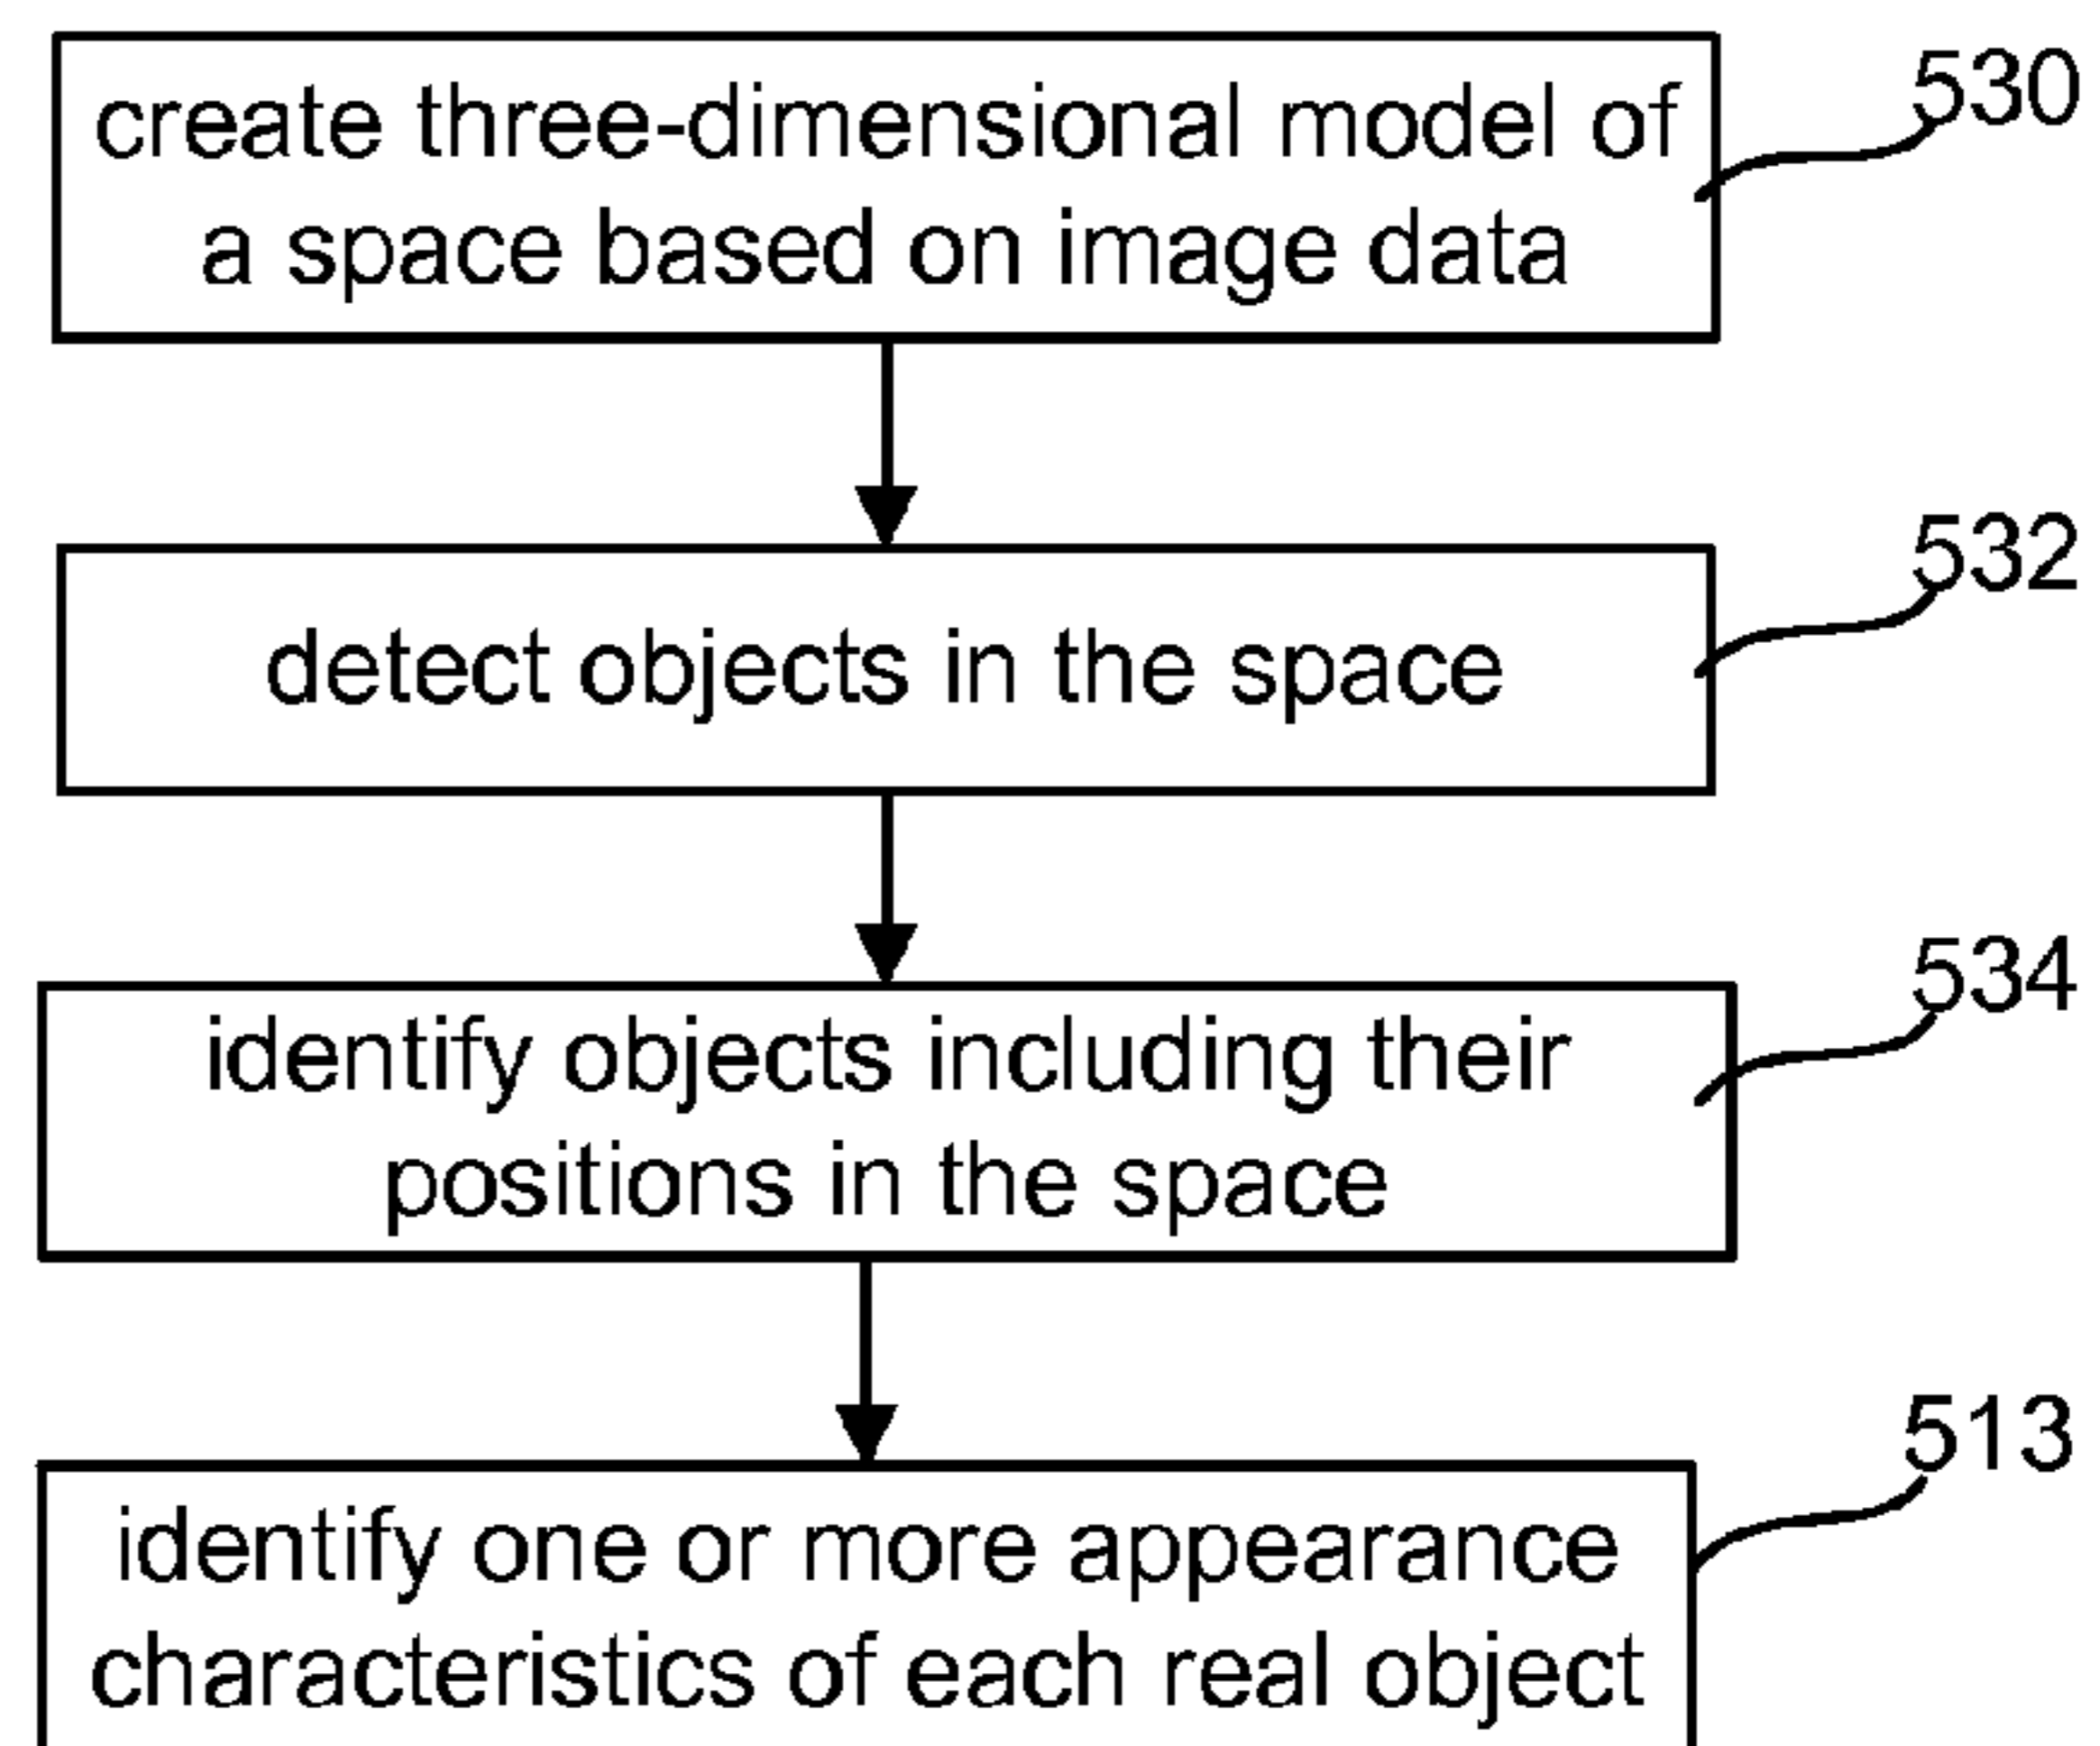 create three-dimensional model of
a space based on image data
530
detect objects in the space
532
identify objects including their
positions in the space
534
identify one or more appearance
characteristics of each real object
513